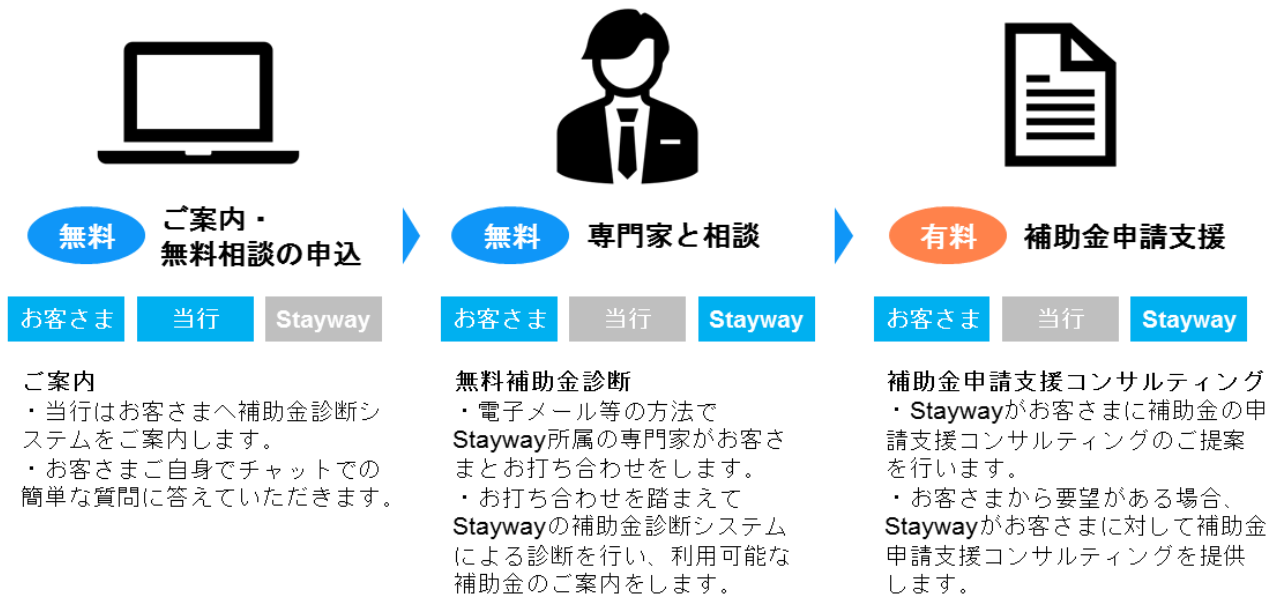 無料
ご案内・
無料相談の申込
お客さま
当行
Stayway
ご案内
・当行はお客さまへ補助金診断シ
ステムをご案内します。
・お客さまご自身でチャットでの
簡単な質問に答えていただきます。
無料
専門家と相談
お客さま
当行
Stayway
無料補助金診断
・電子メール等の方法で
Stayway所属の専門家がお客さ
まとお打ち合わせをします。
・お打ち合わせを踏まえて
Staywayの補助金診断システム
による診断を行い、利用可能な
補助金のご案内をします。
有料
補助金申請支援
お客さま
当行
Stayway
補助金申請支援コンサルティング
・Staywayがお客さまに補助金の申
請支援コンサルティングのご提案
を行います。
・お客さまから要望がある場合、
Staywayがお客さまに対して補助金
申請支援コンサルティングを提供
します。